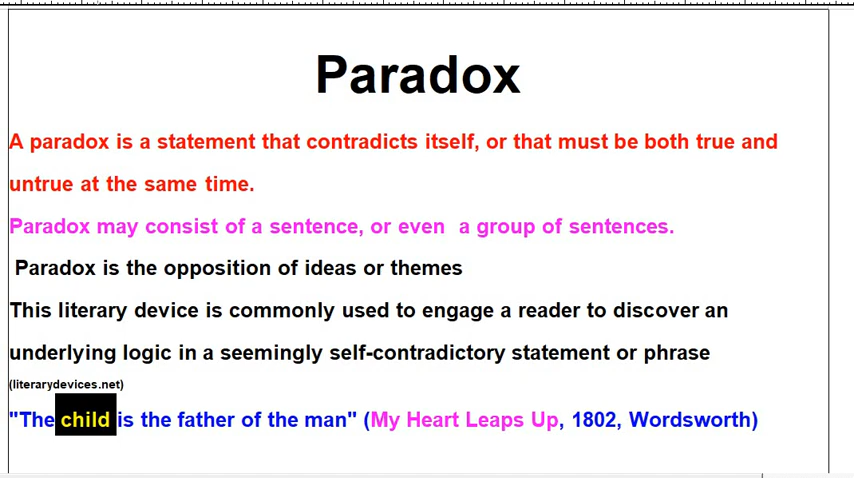 Paradox
A paradox is a statement that contradicts itself, or that must be both true and
untrue at the same time.
Paradox may consist of a sentence, or even  a group of sentences.
Paradox is the opposition of ideas or themes
This literary device is commonly used to engage a reader to discover an
underlying logic in a seemingly self-contradictory statement or phrase
(literarydevices.net)
"The child is the father of the man" (My Heart Leaps Up, 1802, Wordsworth)